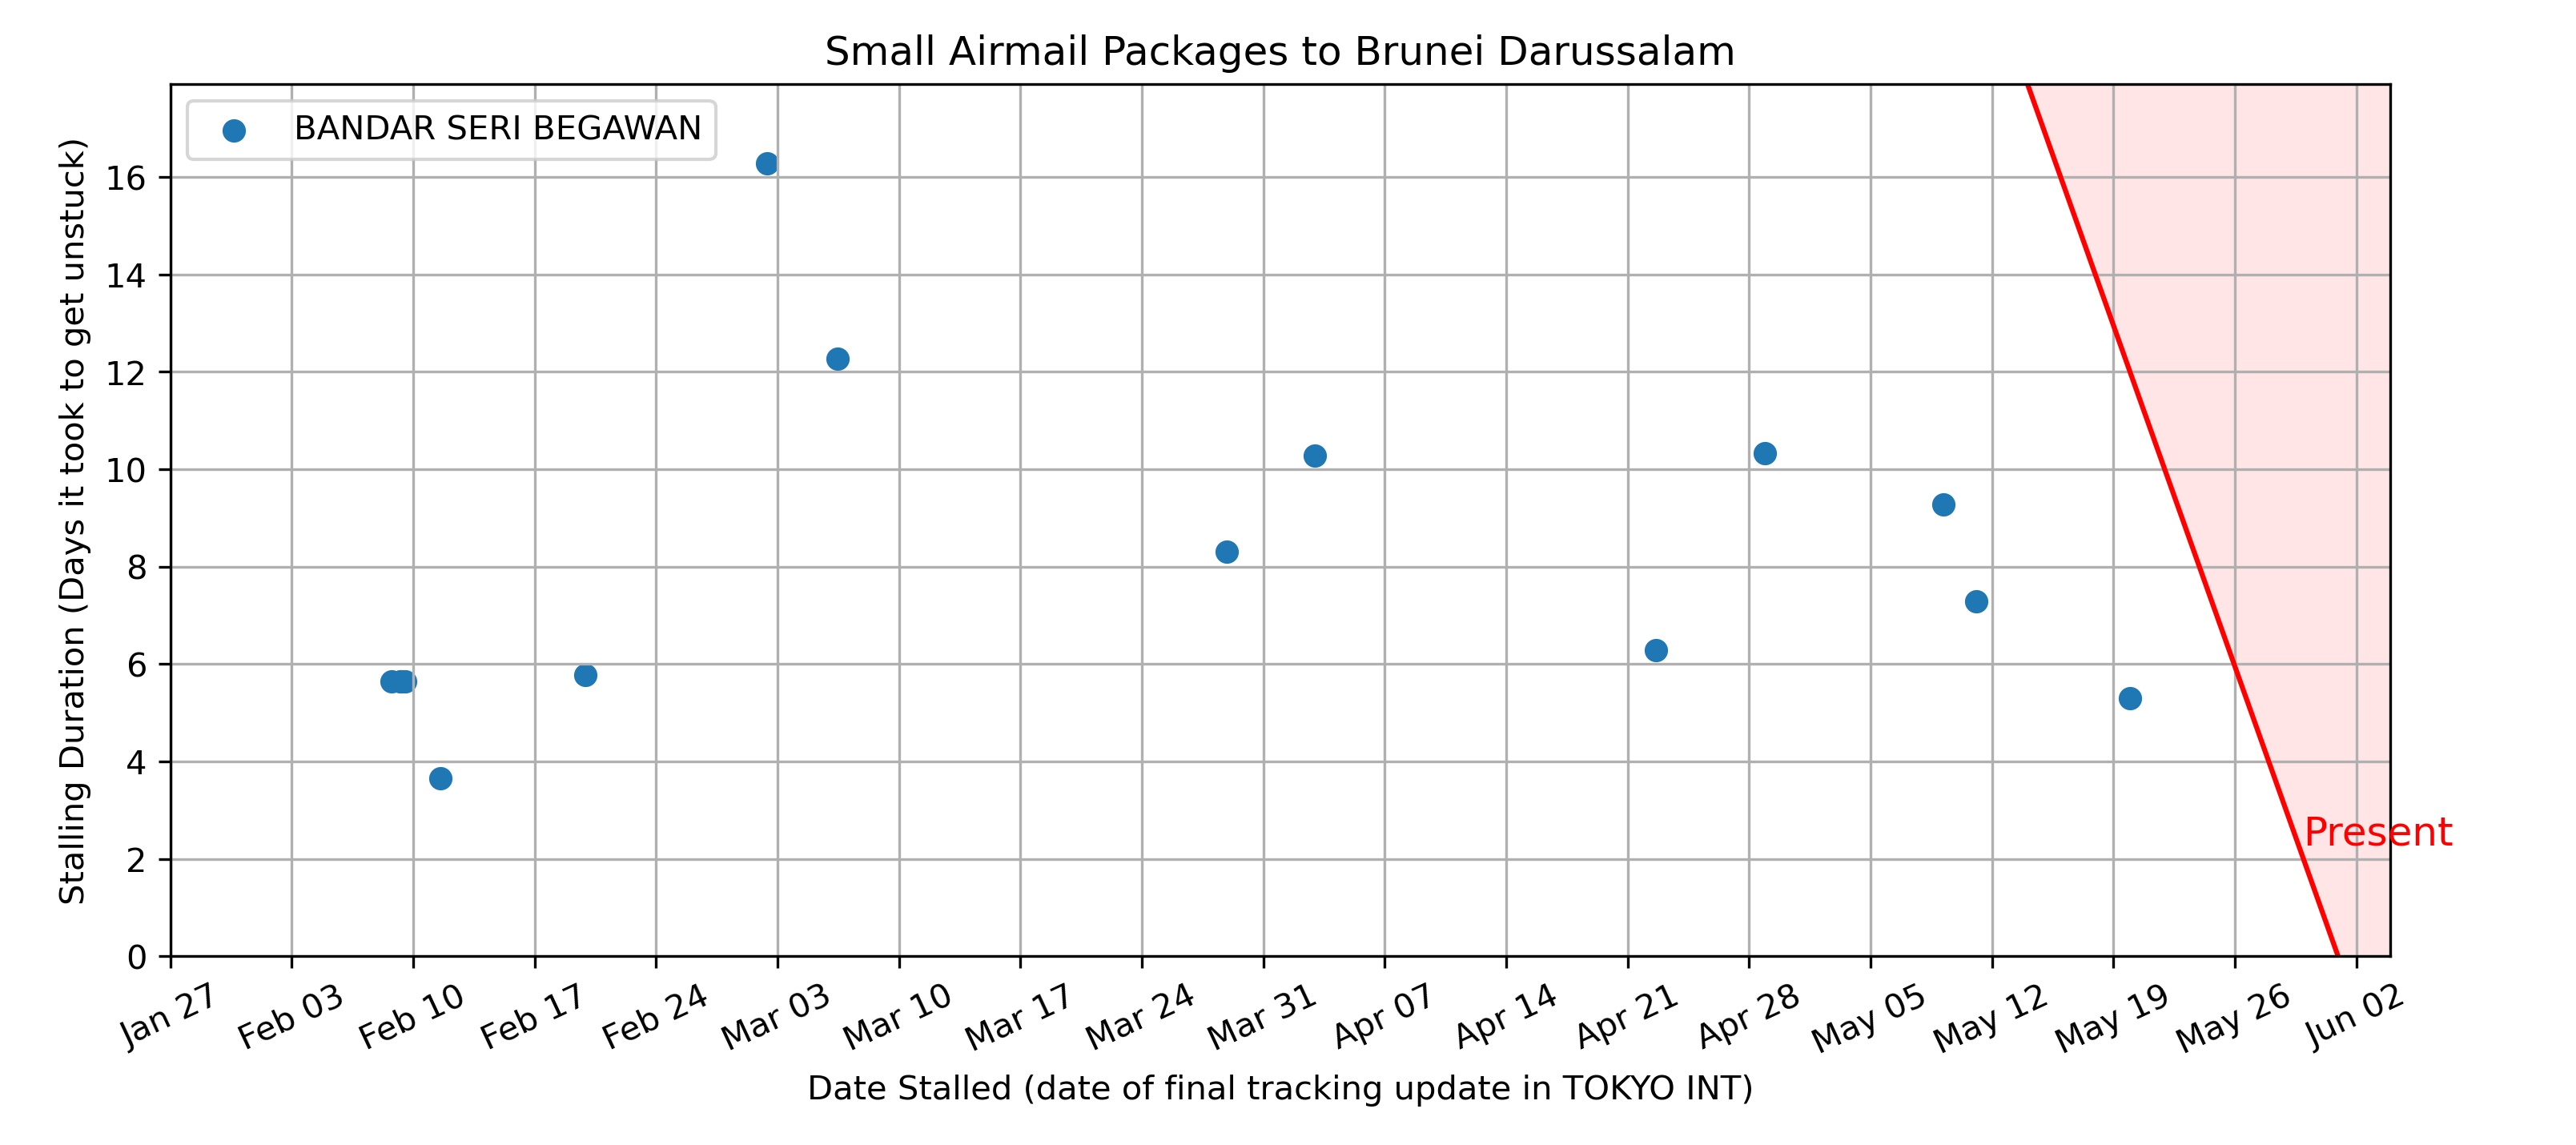 Small Airmail Packages to Brunei Darussalam
BANDAR SERI BEGAWAN
Stalling Duration (Days it took to get unstuck)
16
14
12
10
8
6
4
2
0
Present
Jan 27 Feb 03 Feb 10 Feb 17 Feb 24 Mar 03 Mar 10 Mar 17 Mar 24 Mar 31 Apr 07 Apr 14 Apr 21 Apr 28 May 05 May 12 May 19 May 26 Jun 02
Date Stalled (date of final tracking update in TOKYO INT)